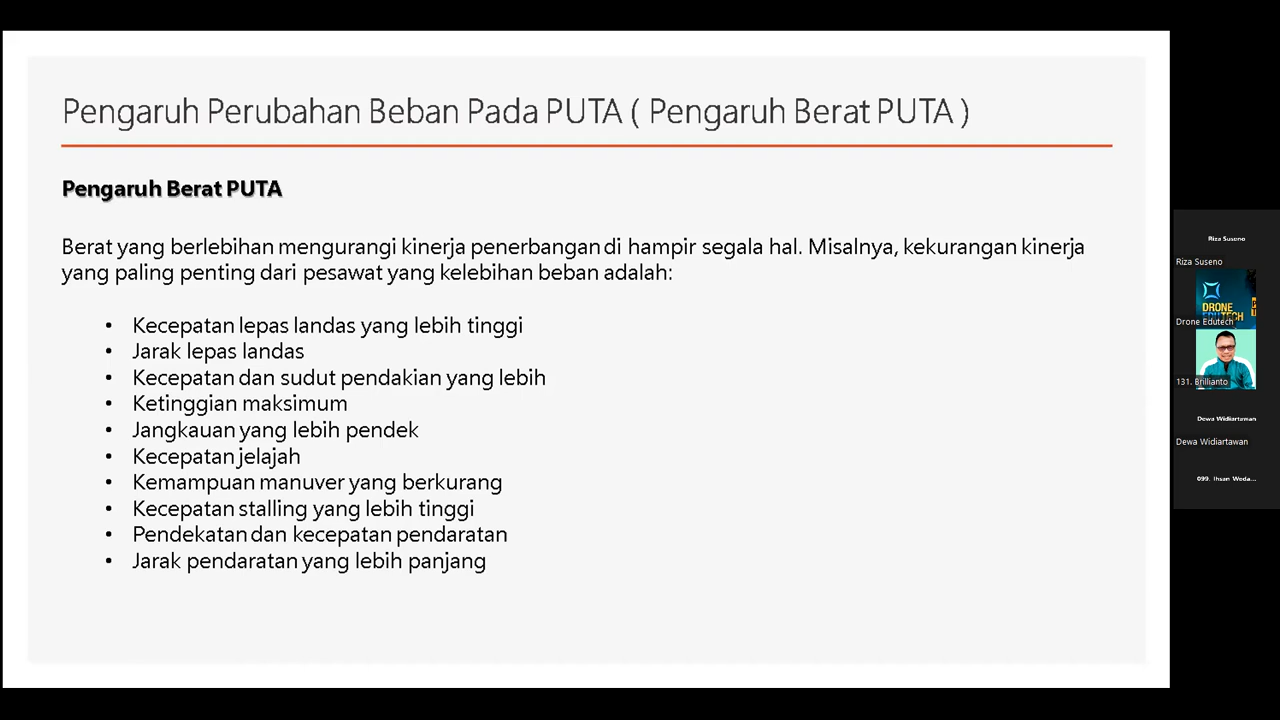 Pengaruh Perubahan Beban Pada PUTA ( Pengaruh Berat PUTA )
Pengaruh Berat PUTA
Berat yang berlebihan mengurangi kinerja penerbangan di hampir segala hal. Misalnya, kekurangan kinerja
yang paling penting dari pesawat yang kelebihan beban adalah:
• Kecepatan lepas landas yang lebih tinggi
• Jarak lepas landas
• Kecepatan dan sudut pendakian yang lebih
• Ketinggian maksimum
• Jangkauan yang lebih pendek
• Kecepatan jelajah
• Kemampuan manuver yang berkurang
• Kecepatan stalling yang lebih tinggi
• Pendekatan dan kecepatan pendaratan
• Jarak pendaratan yang lebih panjang
Riza Suseno
Riza Suseno
DRONE
EDUTECH
Drone Edutech
131. Brilianto
Dewa Widiartawan
Dewa Widiartawan
099. Ihsan Weda...